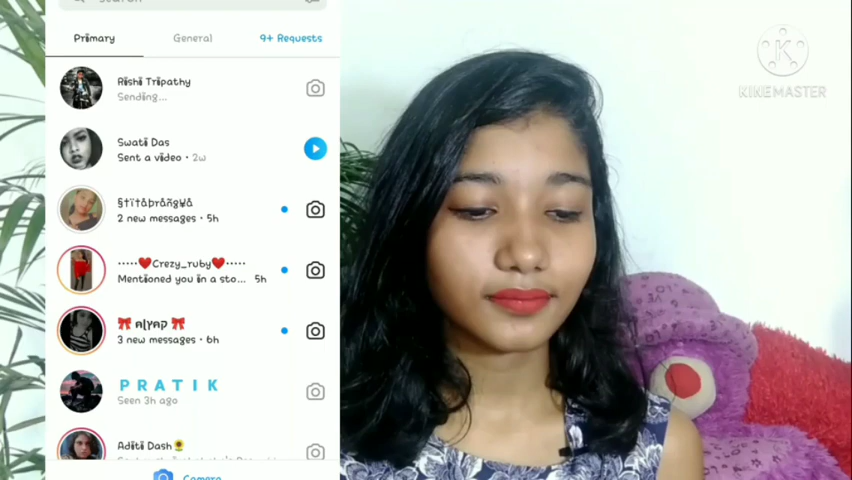 Primary
General
9+ Requests
Rishi Tripathy
Sending...
Swati Das
Sent a video · 2w
§†ï†åþråñg¥å
2 new messages · 5h
·····❤️Crezy_ruby❤️·····
Mentioned you in a sto... 5h
3 new messages · 6h
P R A T I K
Seen 3h ago
Aditi Dash🌻
Camera
K
KINEMASTER